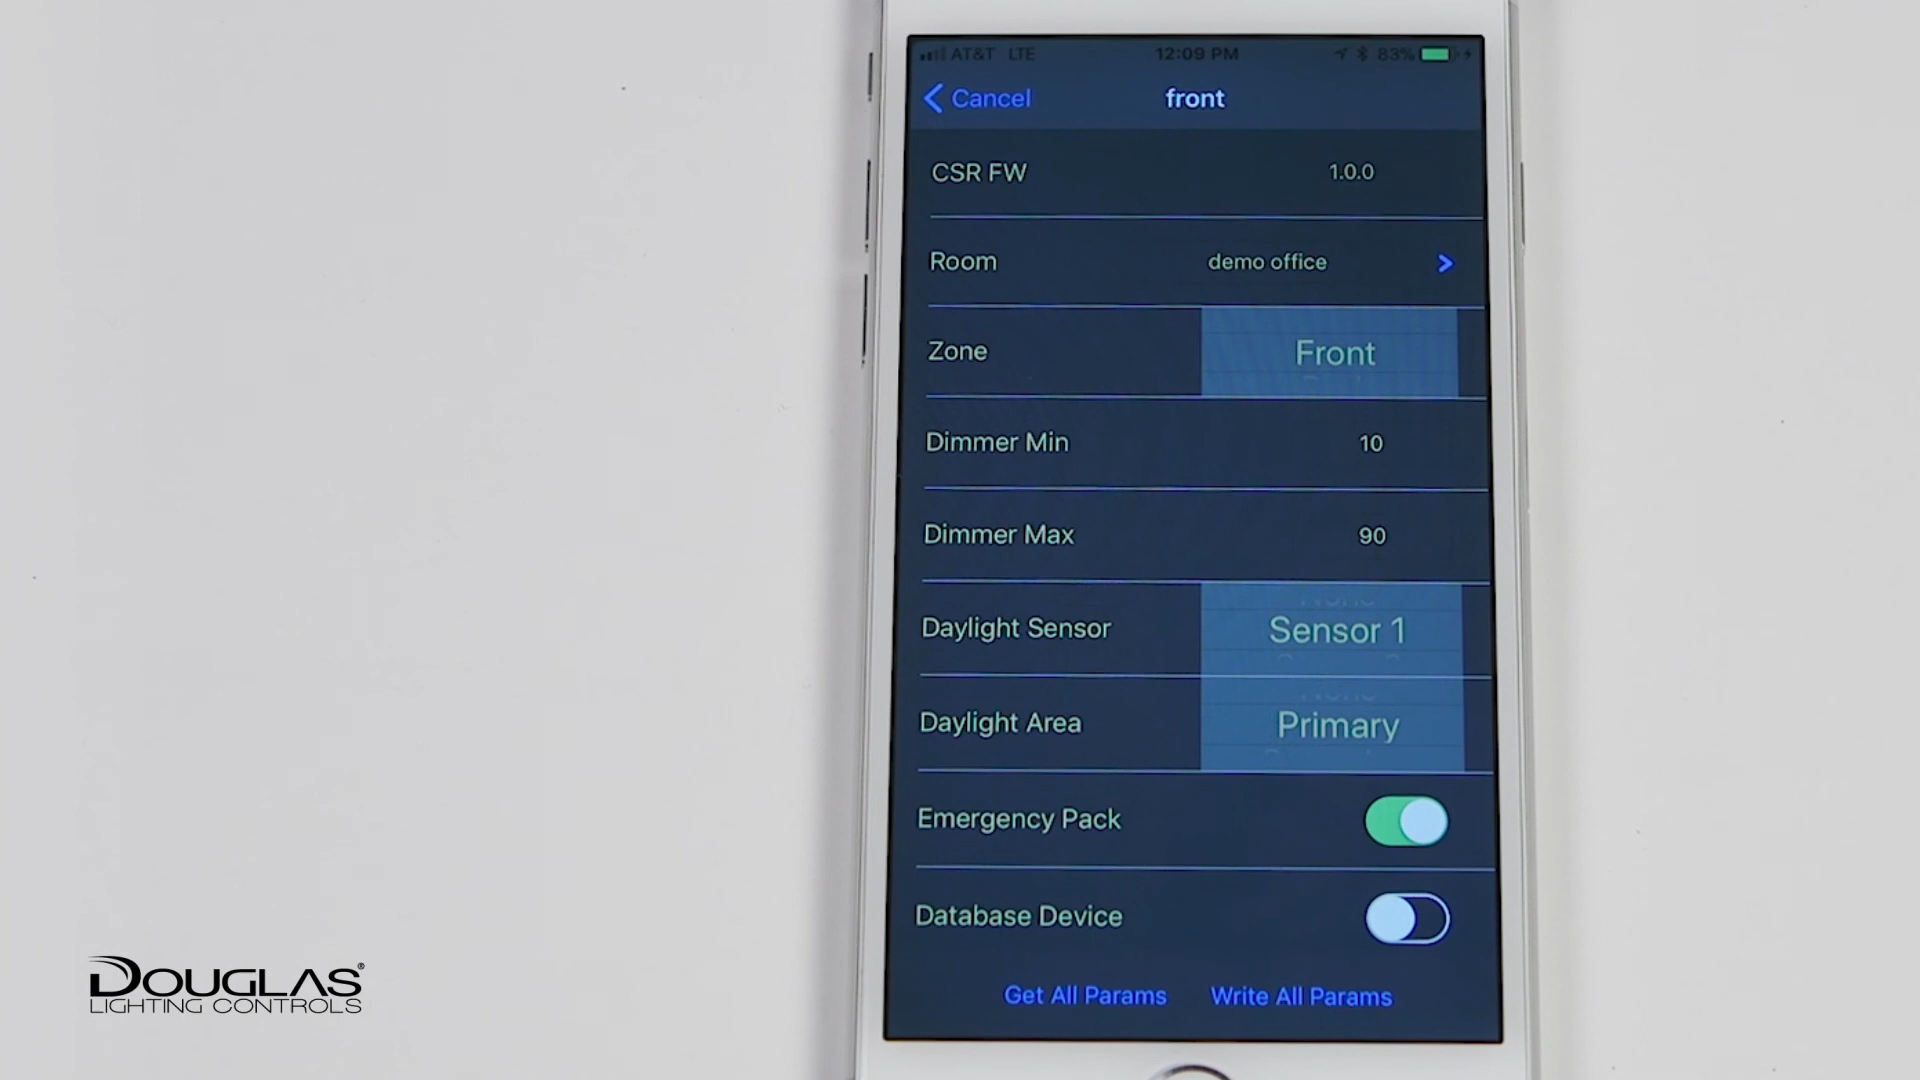 AT&T LTE 12:09 PM 83%
Cancel front
CSR FW 1.0.0
Room demo office
Zone Front
Dimmer Min 10
Dimmer Max 90
Daylight Sensor Sensor 1
Daylight Area Primary
Emergency Pack
Database Device
Get All Params Write All Params
DOUGLAS®
LIGHTING CONTROLS